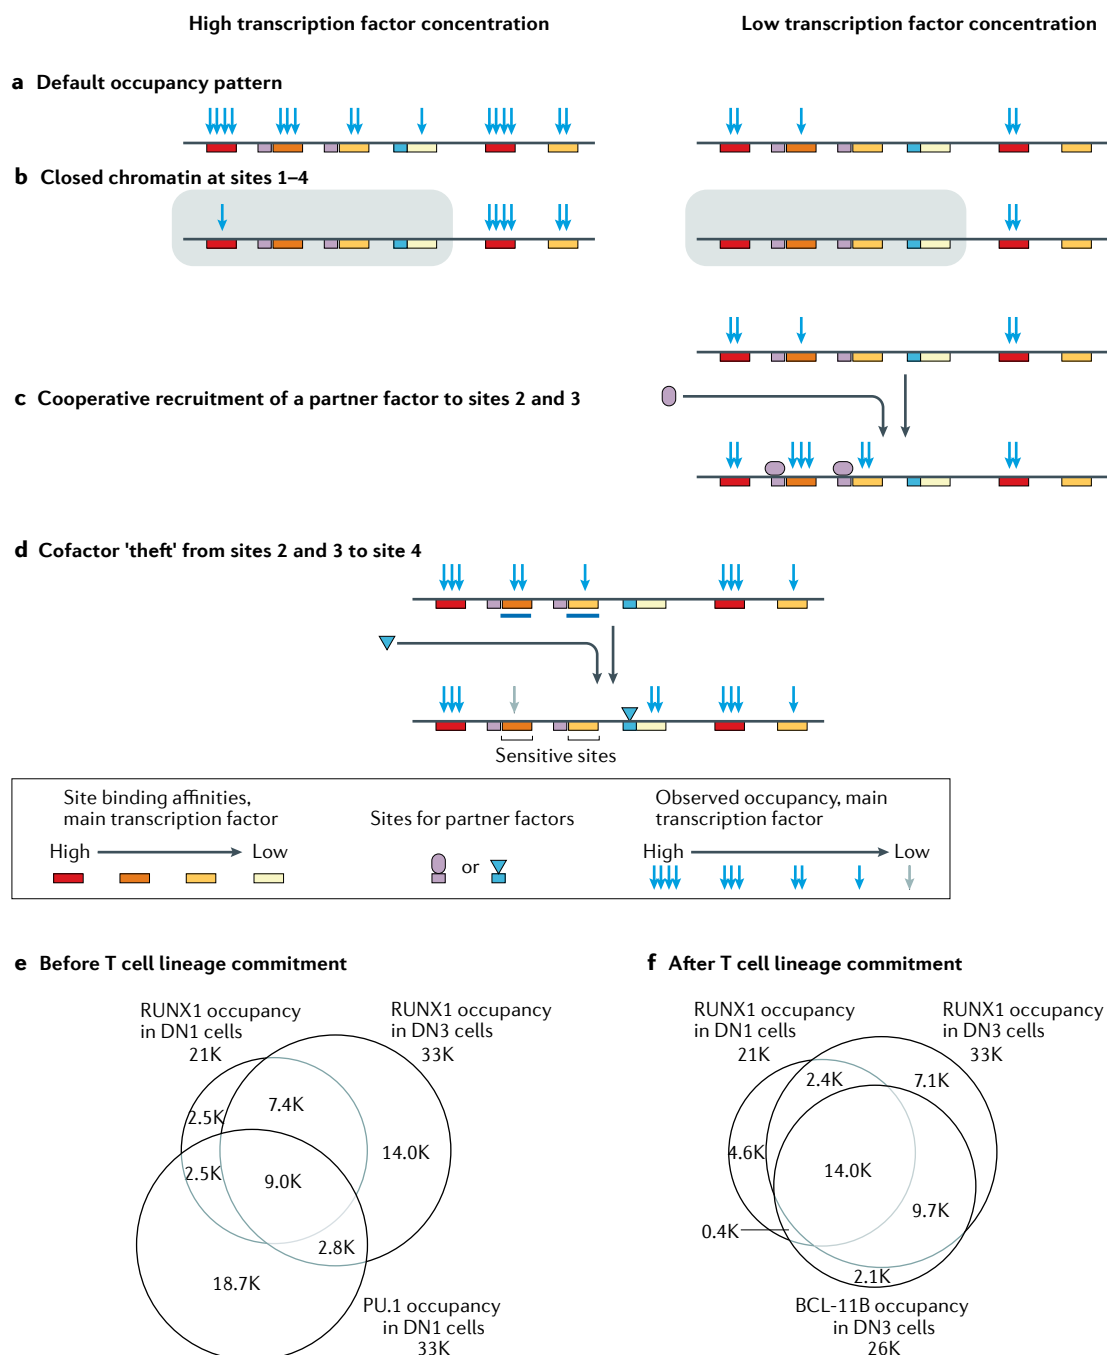 High transcription factor concentration
Low transcription factor concentration
a Default occupancy pattern
b Closed chromatin at sites 1–4
c Cooperative recruitment of a partner factor to sites 2 and 3
d Cofactor 'theft' from sites 2 and 3 to site 4
Sensitive sites
Site binding affinities,
main transcription factor
High
Low
Sites for partner factors
or
Observed occupancy, main
transcription factor
High
Low
e Before T cell lineage commitment
RUNX1 occupancy
in DN1 cells
21K
RUNX1 occupancy
in DN3 cells
33K
2.5K
7.4K
14.0K
2.5K
9.0K
2.8K
18.7K
PU.1 occupancy
in DN1 cells
33K
f After T cell lineage commitment
RUNX1 occupancy
in DN1 cells
21K
RUNX1 occupancy
in DN3 cells
33K
2.4K
7.1K
4.6K
14.0K
9.7K
0.4K
2.1K
BCL-11B occupancy
in DN3 cells
26K